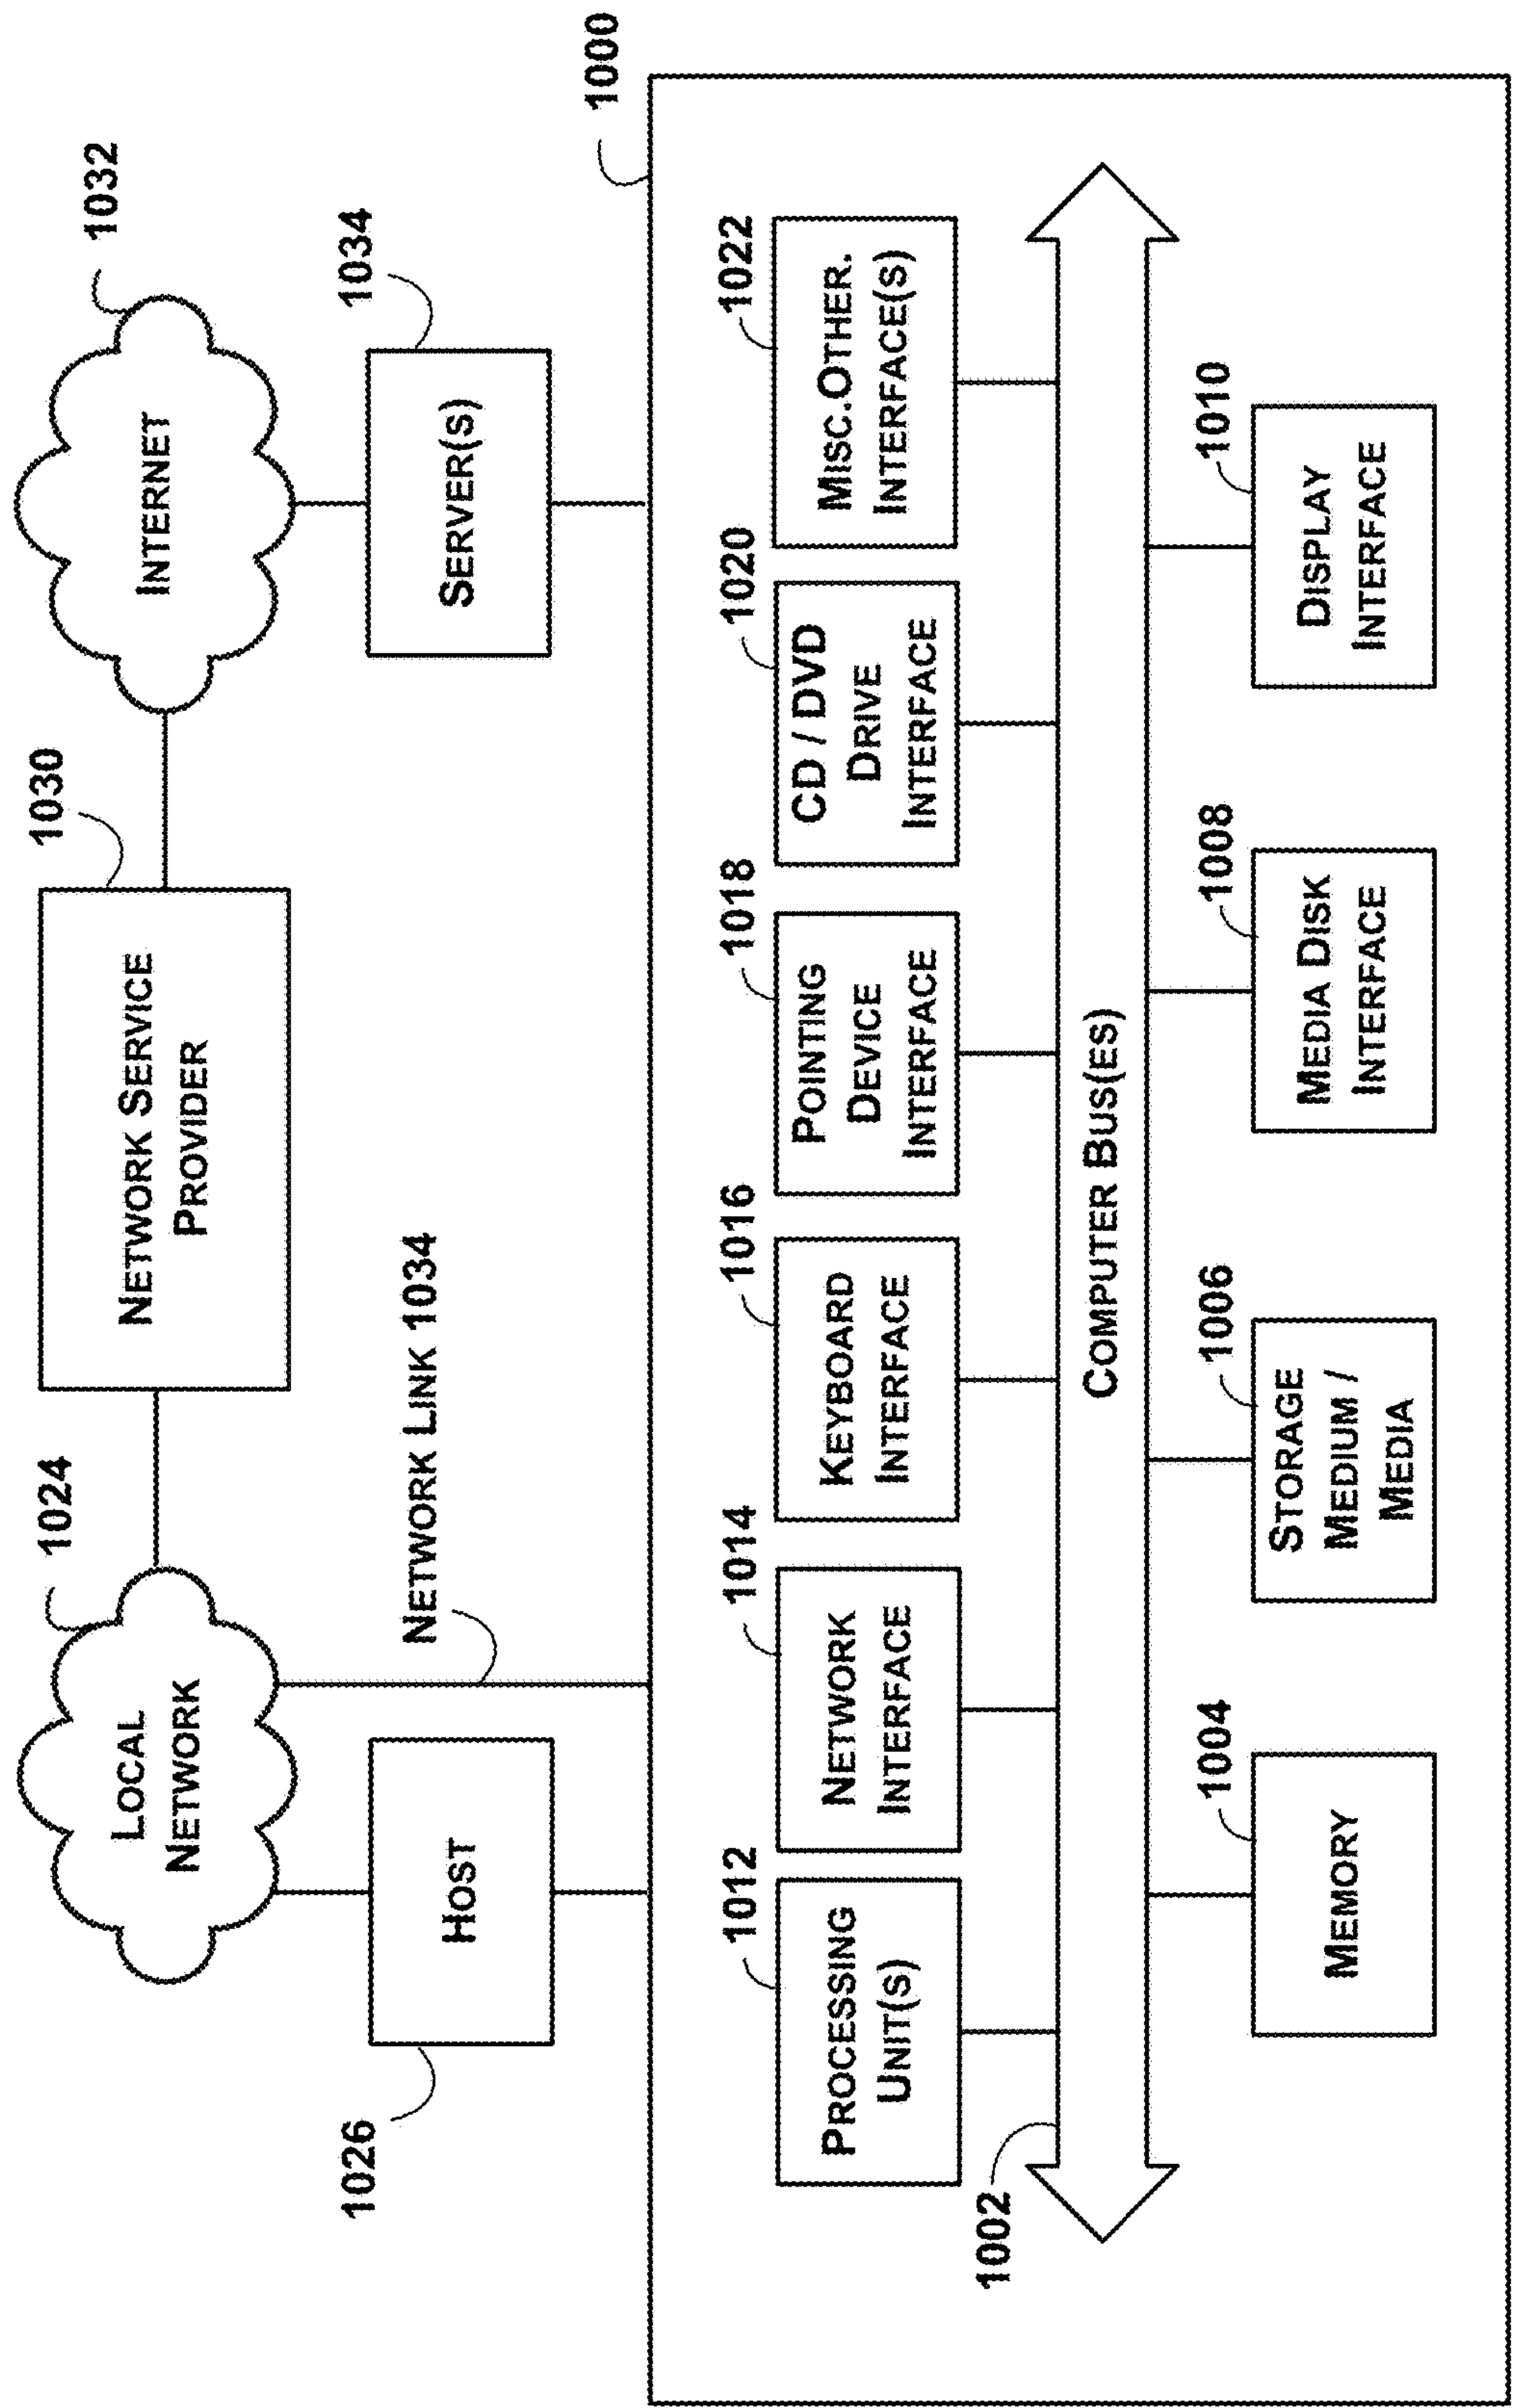 1024
LOCAL
NETWORK
NETWORK SERVICE
PROVIDER
1030
INTERNET
1032
1026
HOST
NETWORK LINK 1034
SERVER(S)
1034
1000
1012
PROCESSING
UNIT(S)
1014
NETWORK
INTERFACE
1016
KEYBOARD
INTERFACE
1018
POINTING
DEVICE
INTERFACE
1020
CD / DVD
DRIVE
INTERFACE
1022
MISC.OTHER.
INTERFACE(S)
1002
COMPUTER BUS(ES)
1004
MEMORY
1006
STORAGE
MEDIUM /
MEDIA
1008
MEDIA DISK
INTERFACE
1010
DISPLAY
INTERFACE